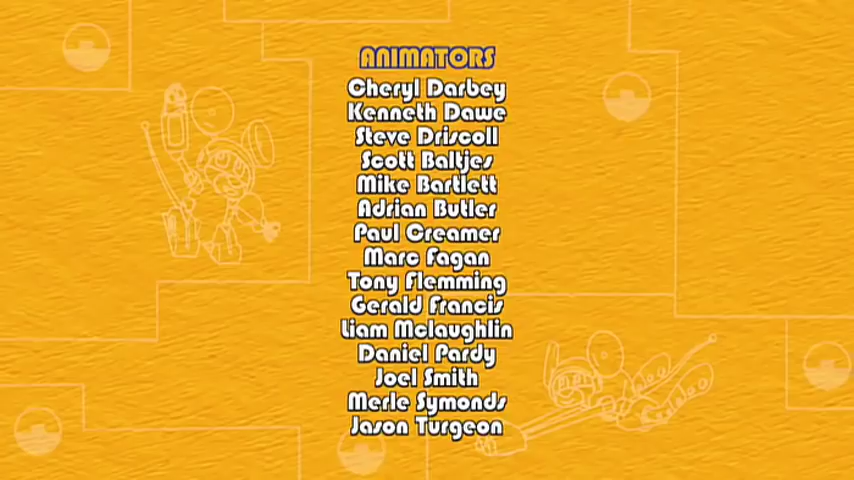 ANIMATORS
Cheryl Darbey
Kenneth Dawe
Steve Driscoll
Scott Baltjes
Mike Bartlett
Adrian Butler
Paul Creamer
Marc Fagan
Tony Flemming
Gerald Francis
Liam Mclaughlin
Daniel Pardy
Joel Smith
Merle Symonds
Jason Turgeon